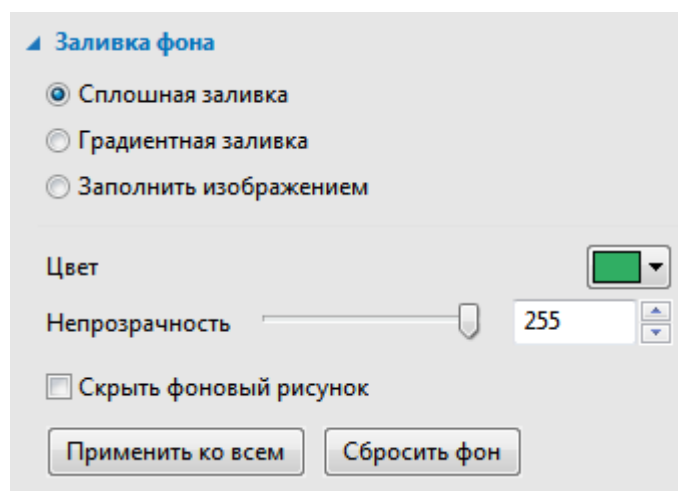 Заливка фона
Сплошная заливка
Градиентная заливка
Заполнить изображением
Цвет
Непрозрачность 255
Скрыть фоновый рисунок
Применить ко всем Сбросить фон